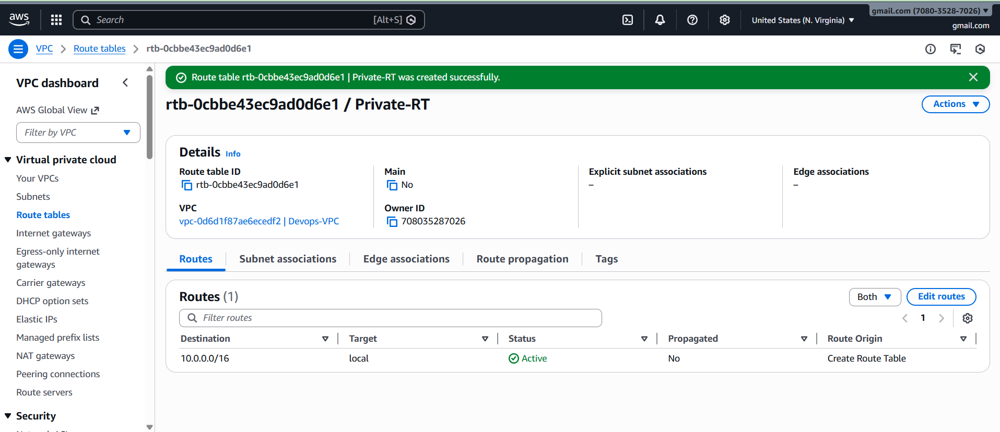 gmail.com (7080-3528-7026)
aws
Search
[Alt+S]
United States (N. Virginia)
gmail.com
VPC
Route tables
rtb-0cbbe43ec9ad0d6e1
Route table rtb-0cbbe43ec9ad0d6e1 | Private-RT was created successfully.
VPC dashboard
AWS Global View
Filter by VPC
Virtual private cloud
Your VPCs
Subnets
Route tables
Internet gateways
Egress-only internet
gateways
Carrier gateways
DHCP option sets
Elastic IPs
Managed prefix lists
NAT gateways
Peering connections
Route servers
Security
rtb-0cbbe43ec9ad0d6e1 / Private-RT
Actions
Details Info
Route table ID
rtb-0cbbe43ec9ad0d6e1
Main
No
Explicit subnet associations
–
Edge associations
–
VPC
vpc-0d6d1f87ae6ecedf2 | Devops-VPC
Owner ID
708035287026
Routes
Subnet associations
Edge associations
Route propagation
Tags
Routes (1)
Both
Edit routes
Filter routes
1
Destination Target Status Propagated Route Origin
10.0.0.0/16 local Active No Create Route Table